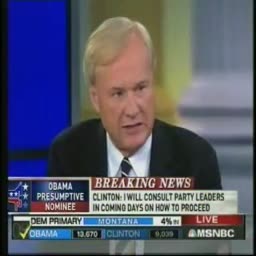 BREAKING NEWS
OBAMA
PRESUMPTIVE
NOMINEE
CLINTON: I WILL CONSULT PARTY LEADERS
IN COMING DAYS ON HOW TO PROCEED
DEM PRIMARY MONTANA 4% IN LIVE
OBAMA 13,670 CLINTON 9,039 MSNBC